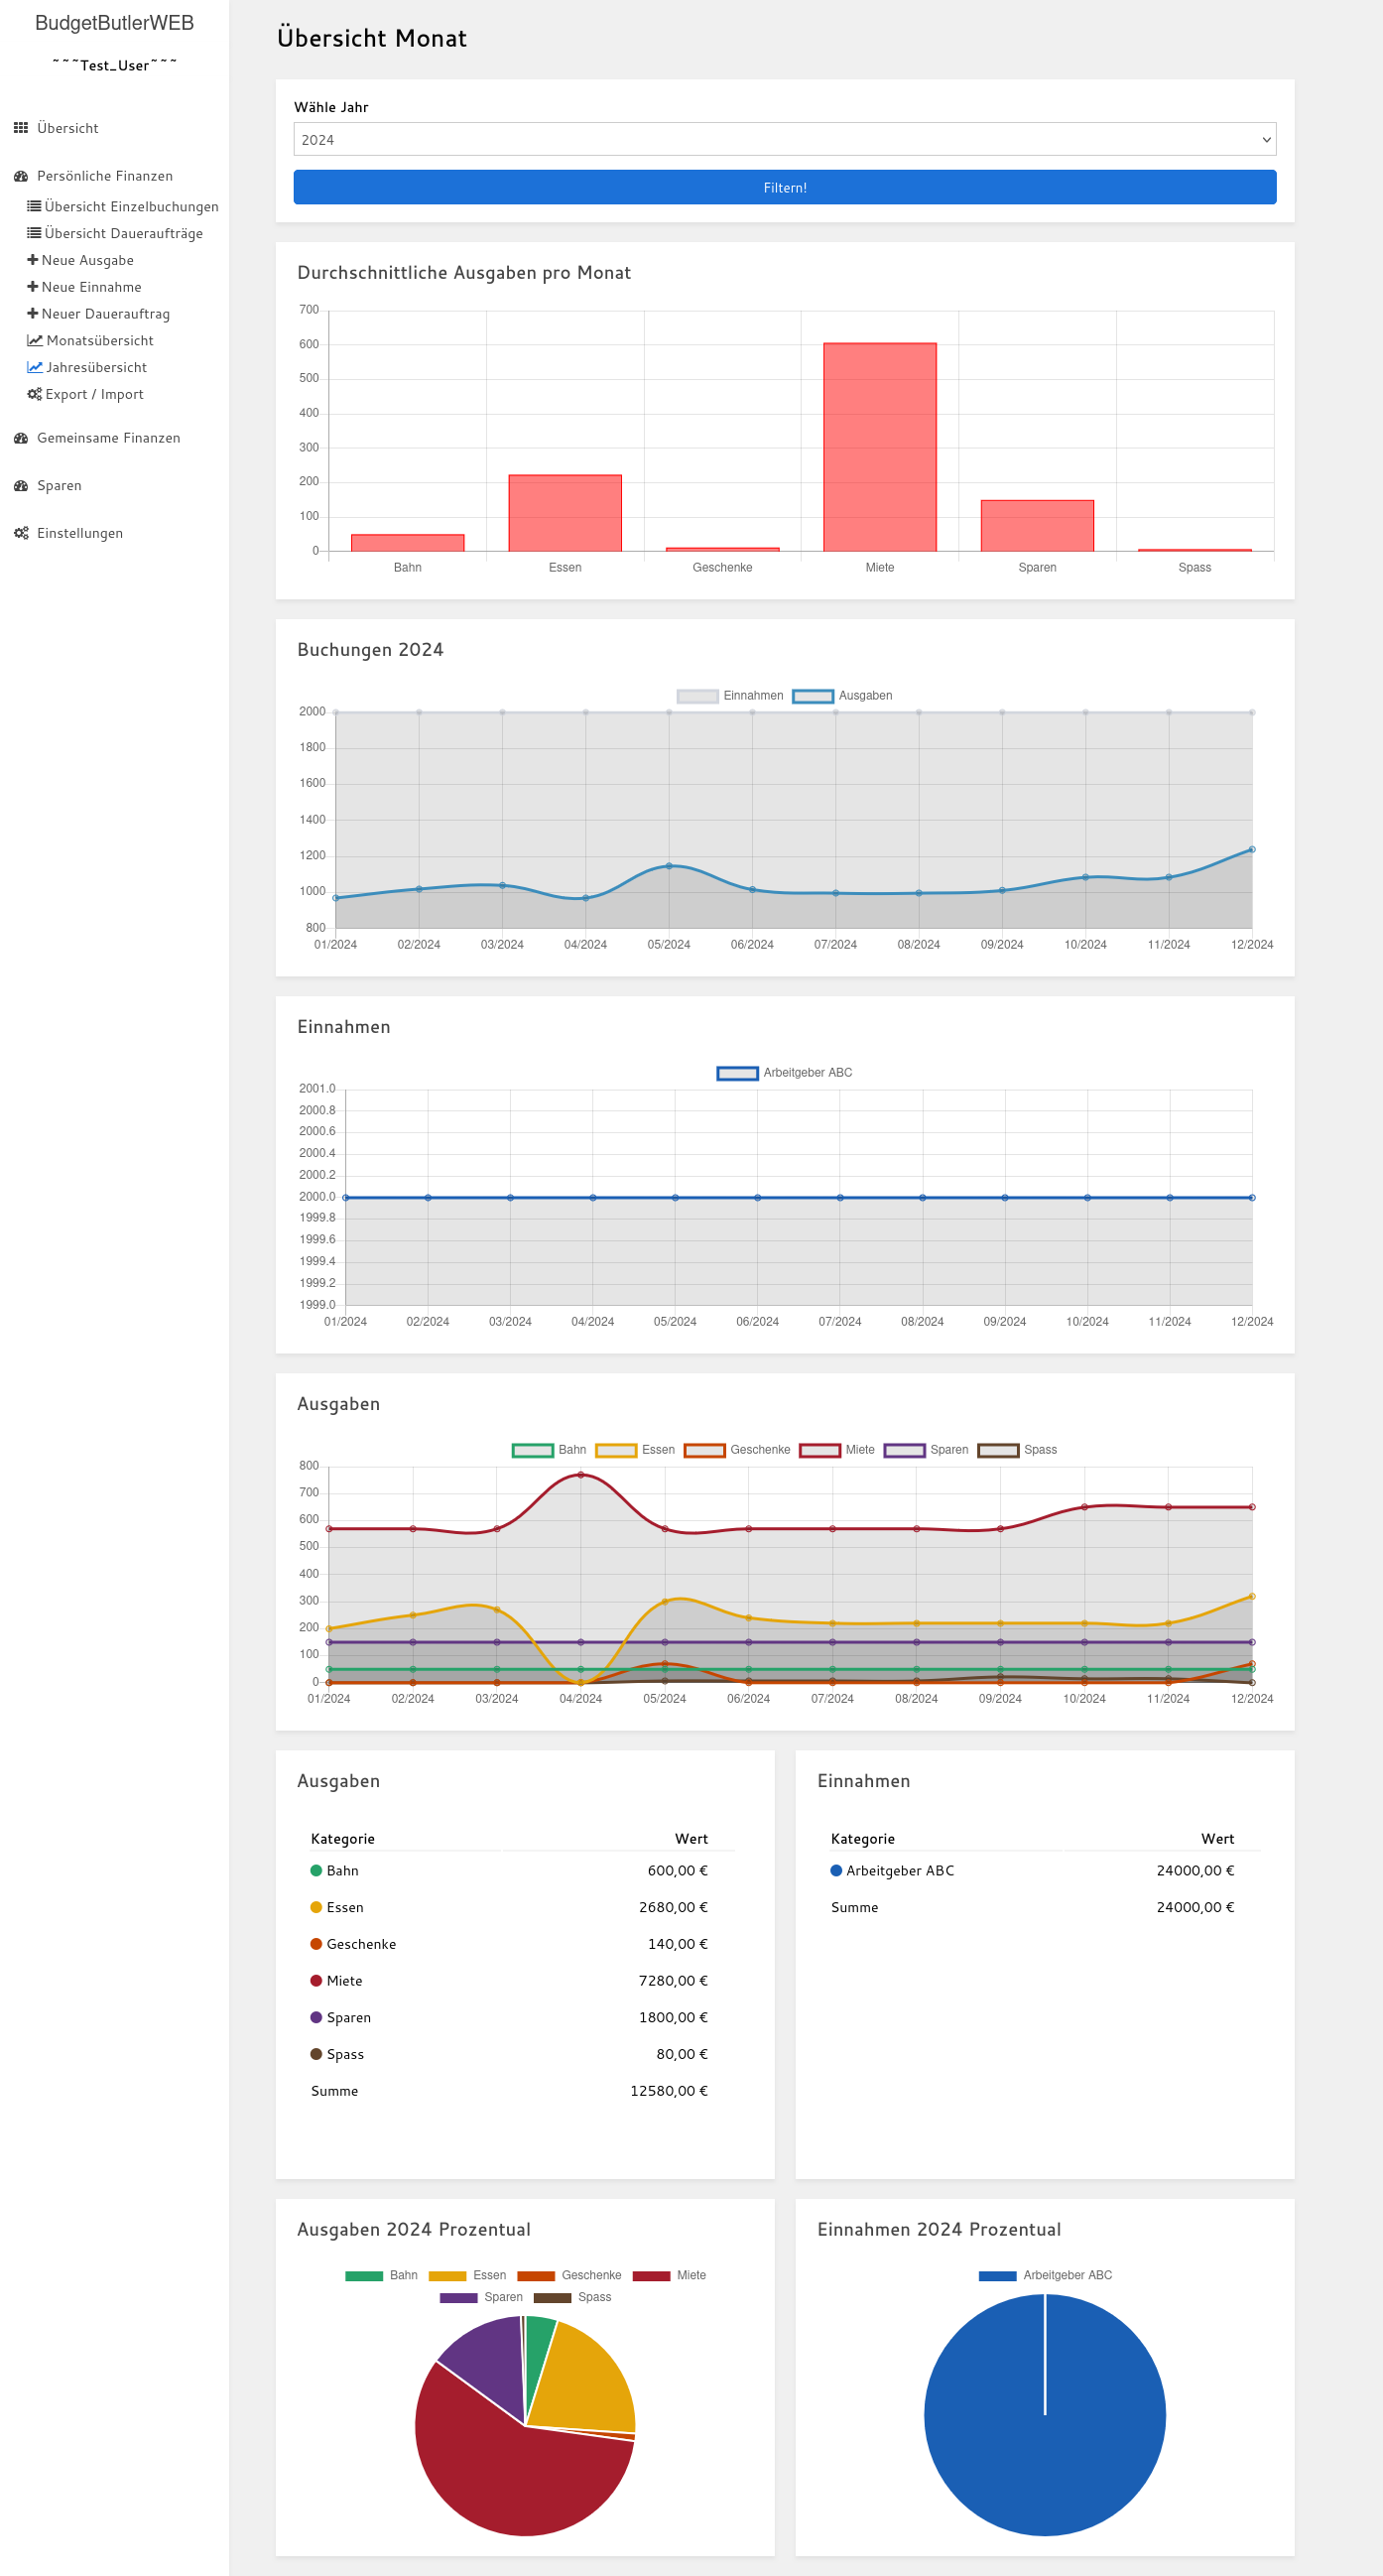 BudgetButlerWEB
~~~Test_User~~~
Übersicht
Persönliche Finanzen
Übersicht Einzelbuchungen
Übersicht Daueraufträge
Neue Ausgabe
Neue Einnahme
Neuer Dauerauftrag
Monatsübersicht
Jahresübersicht
Export / Import
Gemeinsame Finanzen
Sparen
Einstellungen
Übersicht Monat
Wähle Jahr
2024
Filtern!
Durchschnittliche Ausgaben pro Monat
700
600
500
400
300
200
100
0
Bahn Essen Geschenke Miete Sparen Spass
Buchungen 2024
Einnahmen Ausgaben
2000
1800
1600
1400
1200
1000
800
01/2024 02/2024 03/2024 04/2024 05/2024 06/2024 07/2024 08/2024 09/2024 10/2024 11/2024 12/2024
Einnahmen
Arbeitgeber ABC
2001.0
2000.8
2000.6
2000.4
2000.2
2000.0
1999.8
1999.6
1999.4
1999.2
1999.0
01/2024 02/2024 03/2024 04/2024 05/2024 06/2024 07/2024 08/2024 09/2024 10/2024 11/2024 12/2024
Ausgaben
Bahn Essen Geschenke Miete Sparen Spass
800
700
600
500
400
300
200
100
0
01/2024 02/2024 03/2024 04/2024 05/2024 06/2024 07/2024 08/2024 09/2024 10/2024 11/2024 12/2024
Ausgaben
Kategorie Wert
Bahn 600,00 €
Essen 2680,00 €
Geschenke 140,00 €
Miete 7280,00 €
Sparen 1800,00 €
Spass 80,00 €
Summe 12580,00 €
Einnahmen
Kategorie Wert
Arbeitgeber ABC 24000,00 €
Summe 24000,00 €
Ausgaben 2024 Prozentual
Bahn Essen Geschenke Miete
Sparen Spass
Einnahmen 2024 Prozentual
Arbeitgeber ABC